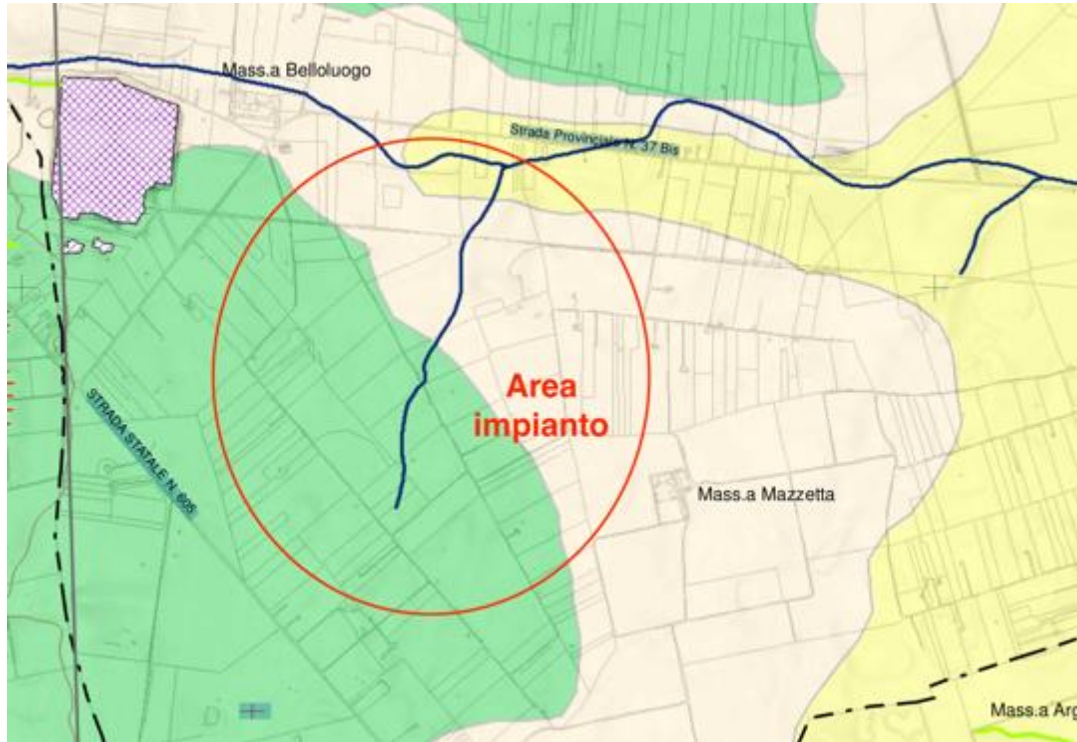 Mass.a Belloluogo
Strada Provinciale N. 37 Bis
Area
impianto
STRADA STATALE N. 605
Mass.a Mazzetta
Mass.a Arg